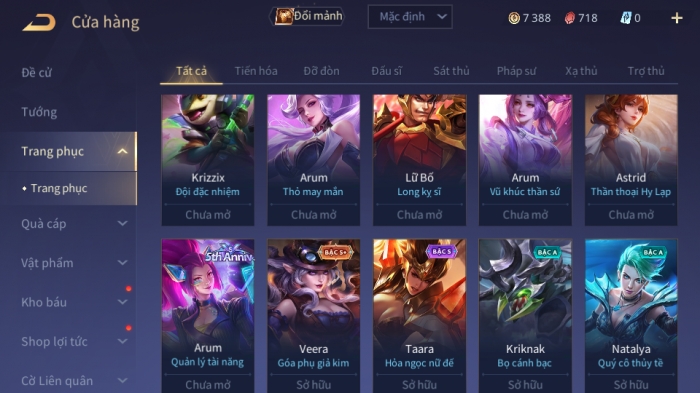 Cửa hàng
Đổi mảnh
Mặc định
7 388
718
0
Đề cử
Tướng
Trang phục
Trang phục
Quà cáp
Vật phẩm
Kho báu
Shop lợi tức
Cờ Liên quân
Tất cả
Tiến hóa
Đỡ đòn
Đấu sĩ
Sát thủ
Pháp sư
Xạ thủ
Trợ thủ
Krizzix
Đội đặc nhiệm
Chưa mở
Arum
Thỏ may mắn
Chưa mở
Lữ Bố
Long kỵ sĩ
Chưa mở
Arum
Vũ khúc thần sứ
Chưa mở
Astrid
Thần thoại Hy Lạp
Chưa mở
5th Anniv
Arum
Quản lý tài năng
Chưa mở
BẬC S+
Veera
Góa phụ giả kim
Sở hữu
BẬC S
Taara
Hỏa ngọc nữ đế
Sở hữu
BẬC A
Kriknak
Bọ cánh bạc
Sở hữu
BẬC A
Natalya
Quý cô thủy tề
Sở hữu